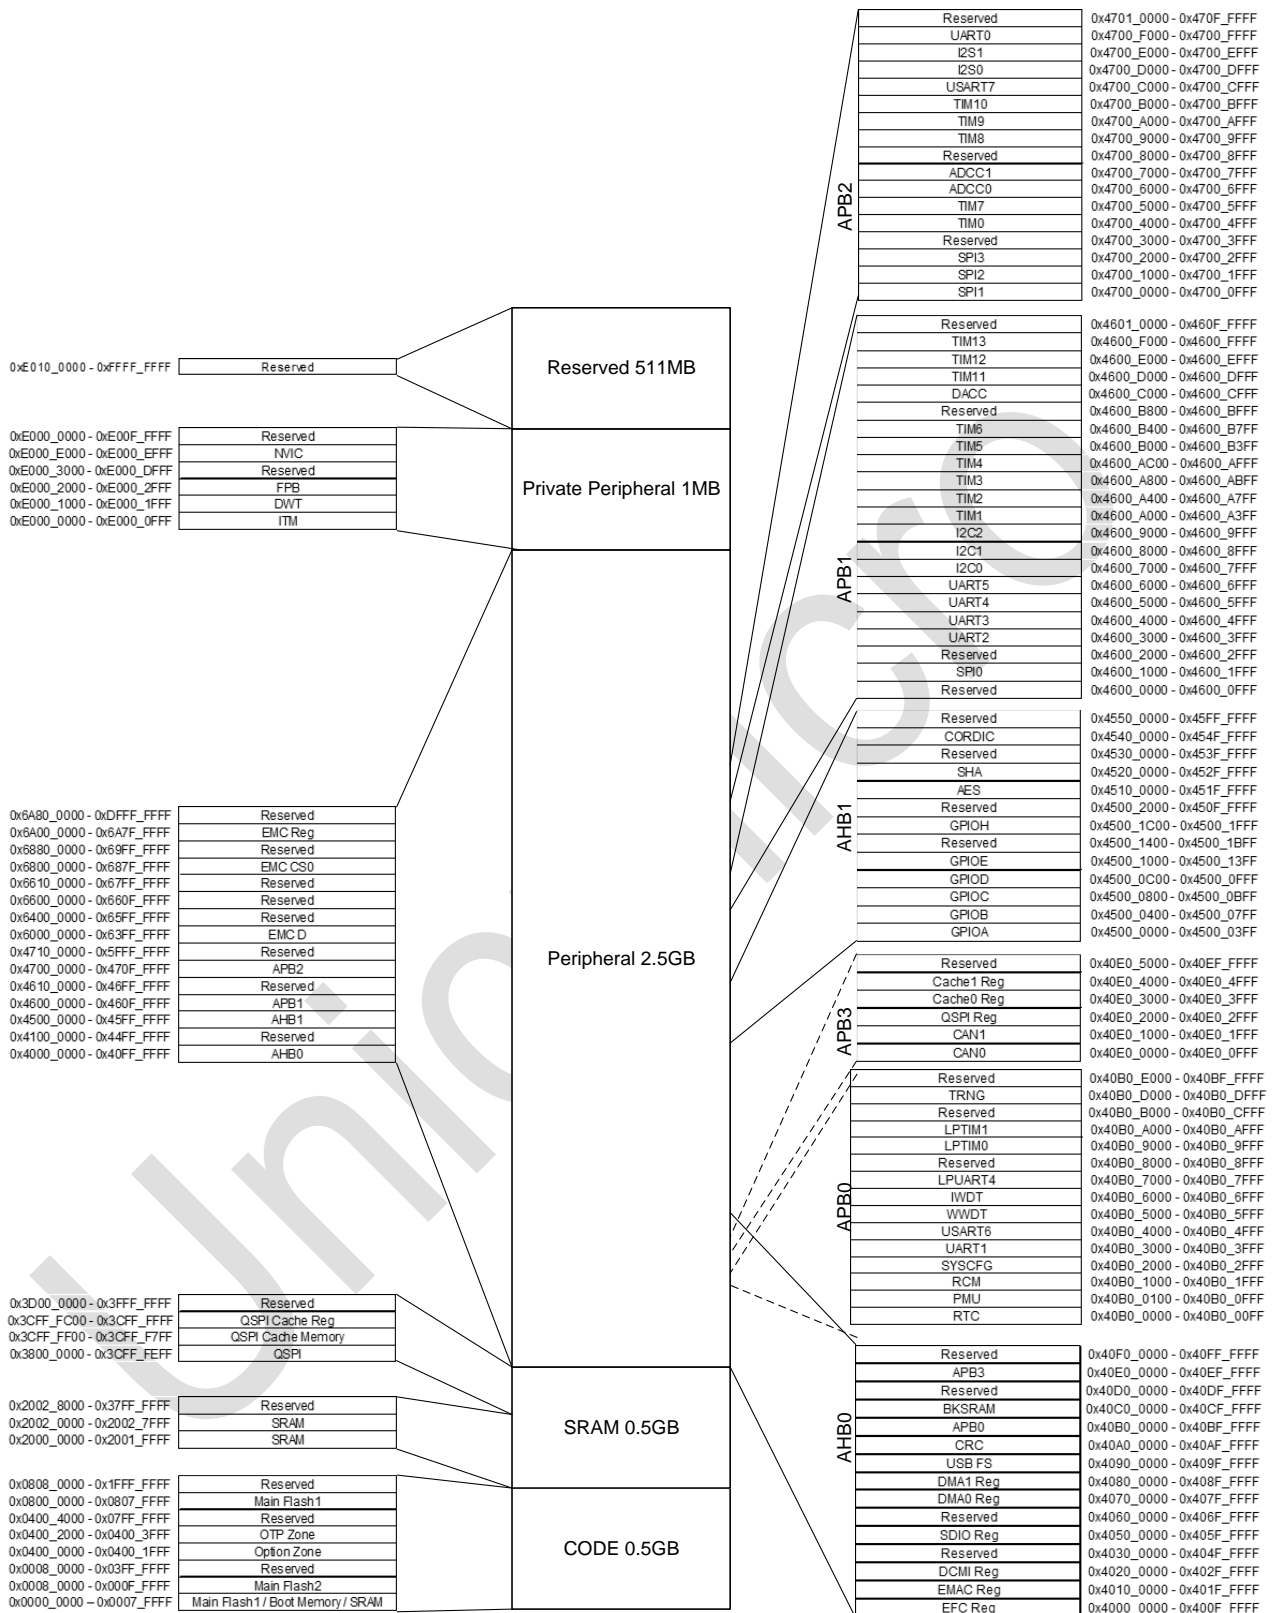 Reserved 0x4701_0000 - 0x470F_FFFF
UART0 0x4700_F000 - 0x4700_FFFF
I2S1 0x4700_E000 - 0x4700_EFFF
I2S0 0x4700_D000 - 0x4700_DFFF
USART7 0x4700_C000 - 0x4700_CFFF
TIM10 0x4700_B000 - 0x4700_BFFF
TIM9 0x4700_A000 - 0x4700_AFFF
TIM8 0x4700_9000 - 0x4700_9FFF
Reserved 0x4700_8000 - 0x4700_8FFF
ADCC1 0x4700_7000 - 0x4700_7FFF
ADCC0 0x4700_6000 - 0x4700_6FFF
TIM7 0x4700_5000 - 0x4700_5FFF
TIM0 0x4700_4000 - 0x4700_4FFF
Reserved 0x4700_3000 - 0x4700_3FFF
SPI3 0x4700_2000 - 0x4700_2FFF
SPI2 0x4700_1000 - 0x4700_1FFF
SPI1 0x4700_0000 - 0x4700_0FFF
APB2
Reserved 0x4601_0000 - 0x460F_FFFF
TIM13 0x4600_F000 - 0x4600_FFFF
TIM12 0x4600_E000 - 0x4600_EFFF
TIM11 0x4600_D000 - 0x4600_DFFF
DACC 0x4600_C000 - 0x4600_CFFF
Reserved 0x4600_B800 - 0x4600_BFFF
TIM6 0x4600_B400 - 0x4600_B7FF
TIM5 0x4600_B000 - 0x4600_B3FF
TIM4 0x4600_AC00 - 0x4600_AFFF
TIM3 0x4600_A800 - 0x4600_ABFF
TIM2 0x4600_A400 - 0x4600_A7FF
TIM1 0x4600_A000 - 0x4600_A3FF
I2C2 0x4600_9000 - 0x4600_9FFF
I2C1 0x4600_8000 - 0x4600_8FFF
I2C0 0x4600_7000 - 0x4600_7FFF
UART5 0x4600_6000 - 0x4600_6FFF
UART4 0x4600_5000 - 0x4600_5FFF
UART3 0x4600_4000 - 0x4600_4FFF
UART2 0x4600_3000 - 0x4600_3FFF
Reserved 0x4600_2000 - 0x4600_2FFF
SPI0 0x4600_1000 - 0x4600_1FFF
Reserved 0x4600_0000 - 0x4600_0FFF
APB1
Reserved 0x4550_0000 - 0x45FF_FFFF
CORDIC 0x4540_0000 - 0x454F_FFFF
Reserved 0x4530_0000 - 0x453F_FFFF
SHA 0x4520_0000 - 0x452F_FFFF
AES 0x4510_0000 - 0x451F_FFFF
Reserved 0x4500_2000 - 0x450F_FFFF
GPIOH 0x4500_1C00 - 0x4500_1FFF
Reserved 0x4500_1400 - 0x4500_1BFF
GPIOE 0x4500_1000 - 0x4500_13FF
GPIOD 0x4500_0C00 - 0x4500_0FFF
GPIOC 0x4500_0800 - 0x4500_0BFF
GPIOB 0x4500_0400 - 0x4500_07FF
GPIOA 0x4500_0000 - 0x4500_03FF
AHB1
Reserved 0x40E0_5000 - 0x40EF_FFFF
Cache1 Reg 0x40E0_4000 - 0x40E0_4FFF
Cache0 Reg 0x40E0_3000 - 0x40E0_3FFF
QSPI Reg 0x40E0_2000 - 0x40E0_2FFF
CAN1 0x40E0_1000 - 0x40E0_1FFF
CAN0 0x40E0_0000 - 0x40E0_0FFF
APB3
Reserved 0x40B0_E000 - 0x40BF_FFFF
TRNG 0x40B0_D000 - 0x40B0_DFFF
Reserved 0x40B0_B000 - 0x40B0_CFFF
LPTIM1 0x40B0_A000 - 0x40B0_AFFF
LPTIM0 0x40B0_9000 - 0x40B0_9FFF
Reserved 0x40B0_8000 - 0x40B0_8FFF
LPUART4 0x40B0_7000 - 0x40B0_7FFF
IWDT 0x40B0_6000 - 0x40B0_6FFF
WWDT 0x40B0_5000 - 0x40B0_5FFF
USART6 0x40B0_4000 - 0x40B0_4FFF
UART1 0x40B0_3000 - 0x40B0_3FFF
SYSCFG 0x40B0_2000 - 0x40B0_2FFF
RCM 0x40B0_1000 - 0x40B0_1FFF
PMU 0x40B0_0100 - 0x40B0_0FFF
RTC 0x40B0_0000 - 0x40B0_00FF
APB0
Reserved 0x40F0_0000 - 0x40FF_FFFF
APB3 0x40E0_0000 - 0x40EF_FFFF
Reserved 0x40D0_0000 - 0x40DF_FFFF
BKSRAM 0x40C0_0000 - 0x40CF_FFFF
APB0 0x40B0_0000 - 0x40BF_FFFF
CRC 0x40A0_0000 - 0x40AF_FFFF
USB FS 0x4090_0000 - 0x409F_FFFF
DMA1 Reg 0x4080_0000 - 0x408F_FFFF
DMA0 Reg 0x4070_0000 - 0x407F_FFFF
Reserved 0x4060_0000 - 0x406F_FFFF
SDIO Reg 0x4050_0000 - 0x405F_FFFF
Reserved 0x4030_0000 - 0x404F_FFFF
DCMI Reg 0x4020_0000 - 0x402F_FFFF
EMAC Reg 0x4010_0000 - 0x401F_FFFF
EFC Reg 0x4000_0000 - 0x400F_FFFF
AHB0
Reserved 511MB
Private Peripheral 1MB
Peripheral 2.5GB
SRAM 0.5GB
CODE 0.5GB
0xE010_0000 - 0xFFFF_FFFF Reserved
0xE000_0000 - 0xE00F_FFFF Reserved
0xE000_E000 - 0xE000_EFFF NVIC
0xE000_3000 - 0xE000_DFFF Reserved
0xE000_2000 - 0xE000_2FFF FPB
0xE000_1000 - 0xE000_1FFF DWT
0xE000_0000 - 0xE000_0FFF ITM
0x6A80_0000 - 0xDFFF_FFFF Reserved
0x6A00_0000 - 0x6A7F_FFFF EMC Reg
0x6880_0000 - 0x69FF_FFFF Reserved
0x6800_0000 - 0x687F_FFFF EMC CS0
0x6610_0000 - 0x67FF_FFFF Reserved
0x6600_0000 - 0x660F_FFFF Reserved
0x6400_0000 - 0x65FF_FFFF Reserved
0x6000_0000 - 0x63FF_FFFF EMC D
0x4710_0000 - 0x5FFF_FFFF Reserved
0x4700_0000 - 0x470F_FFFF APB2
0x4610_0000 - 0x46FF_FFFF Reserved
0x4600_0000 - 0x460F_FFFF APB1
0x4500_0000 - 0x45FF_FFFF AHB1
0x4100_0000 - 0x44FF_FFFF Reserved
0x4000_0000 - 0x40FF_FFFF AHB0
0x3D00_0000 - 0x3FFF_FFFF Reserved
0x3CFF_FC00 - 0x3CFF_FFFF QSPI Cache Reg
0x3CFF_FF00 - 0x3CFF_F7FF QSPI Cache Memory
0x3800_0000 - 0x3CFF_FEFF QSPI
0x2002_8000 - 0x37FF_FFFF Reserved
0x2002_0000 - 0x2002_7FFF SRAM
0x2000_0000 - 0x2001_FFFF SRAM
0x0808_0000 - 0x1FFF_FFFF Reserved
0x0800_0000 - 0x0807_FFFF Main Flash1
0x0400_4000 - 0x07FF_FFFF Reserved
0x0400_2000 - 0x0400_3FFF OTP Zone
0x0400_0000 - 0x0400_1FFF Option Zone
0x0008_0000 - 0x03FF_FFFF Reserved
0x0008_0000 - 0x000F_FFFF Main Flash2
0x0000_0000 – 0x0007_FFFF Main Flash1 / Boot Memory / SRAM